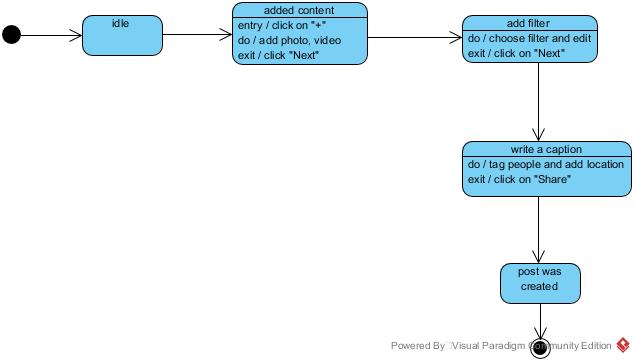 idle
added content
entry / click on "+"
do / add photo, video
exit / click "Next"
add filter
do / choose filter and edit
exit / click on "Next"
write a caption
do / tag people and add location
exit / click on "Share"
post was
created
Powered By Visual Paradigm Community Edition